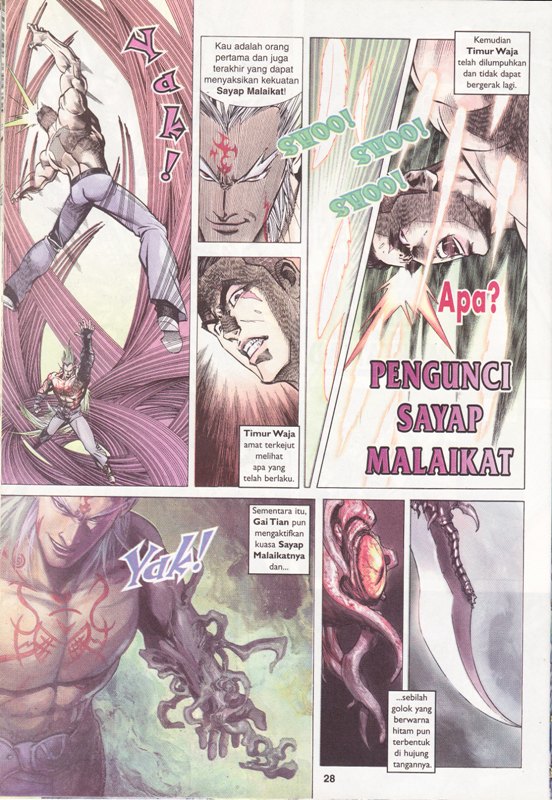 Yak!
Kau adalah orang
pertama dan juga
terakhir yang dapat
menyaksikan kekuatan
Sayap Malaikat!
Kemudian
Timur Waja
telah dilumpuhkan
dan tidak dapat
bergerak lagi.
SOOO!
SOOO!
SOOO!
Apa?
PENGUNCI
SAYAP
MALAIKAT
Timur Waja
amat terkejut
melihat
apa yang
telah berlaku.
Sementara itu,
Gai Tian pun
mengaktifkan
kuasa Sayap
Malaikatnya
dan...
Yak!
...sebilah
golok yang
berwarna
hitam pun
terbentuk
di hujung
tangannya.
28